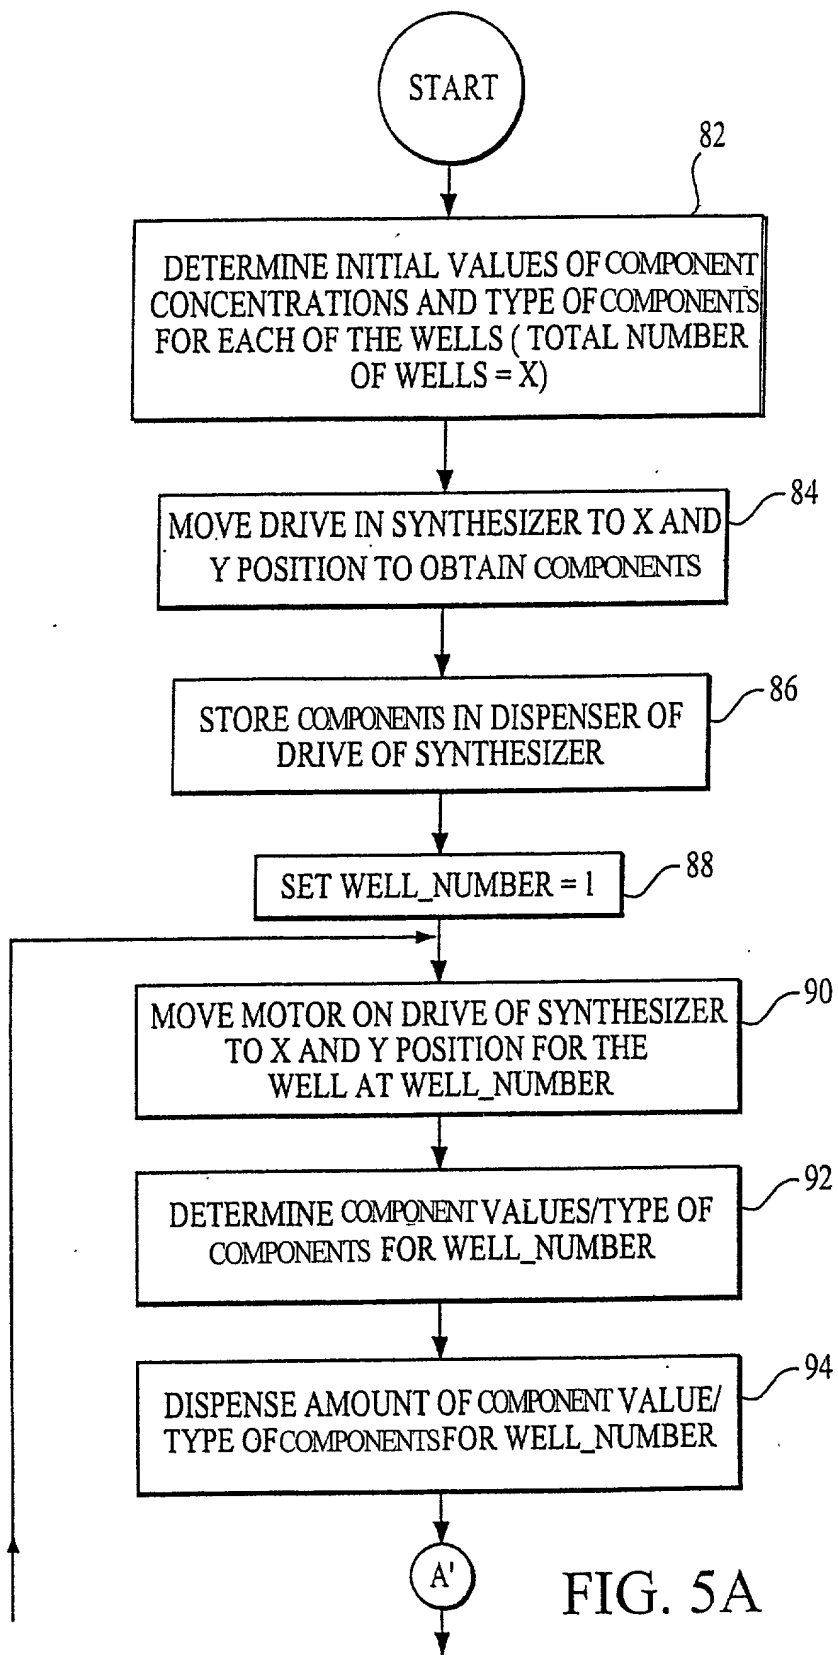 START
82
DETERMINE INITIAL VALUES OF COMPONENT
CONCENTRATIONS AND TYPE OF COMPONENTS
FOR EACH OF THE WELLS ( TOTAL NUMBER
OF WELLS = X)
84
MOVE DRIVE IN SYNTHESIZER TO X AND
Y POSITION TO OBTAIN COMPONENTS
86
STORE COMPONENTS IN DISPENSER OF
DRIVE OF SYNTHESIZER
88
SET WELL_NUMBER = 1
90
MOVE MOTOR ON DRIVE OF SYNTHESIZER
TO X AND Y POSITION FOR THE
WELL AT WELL_NUMBER
92
DETERMINE COMPONENT VALUES/TYPE OF
COMPONENTS FOR WELL_NUMBER
94
DISPENSE AMOUNT OF COMPONENT VALUE/
TYPE OF COMPONENTS FOR WELL_NUMBER
A'
FIG. 5A